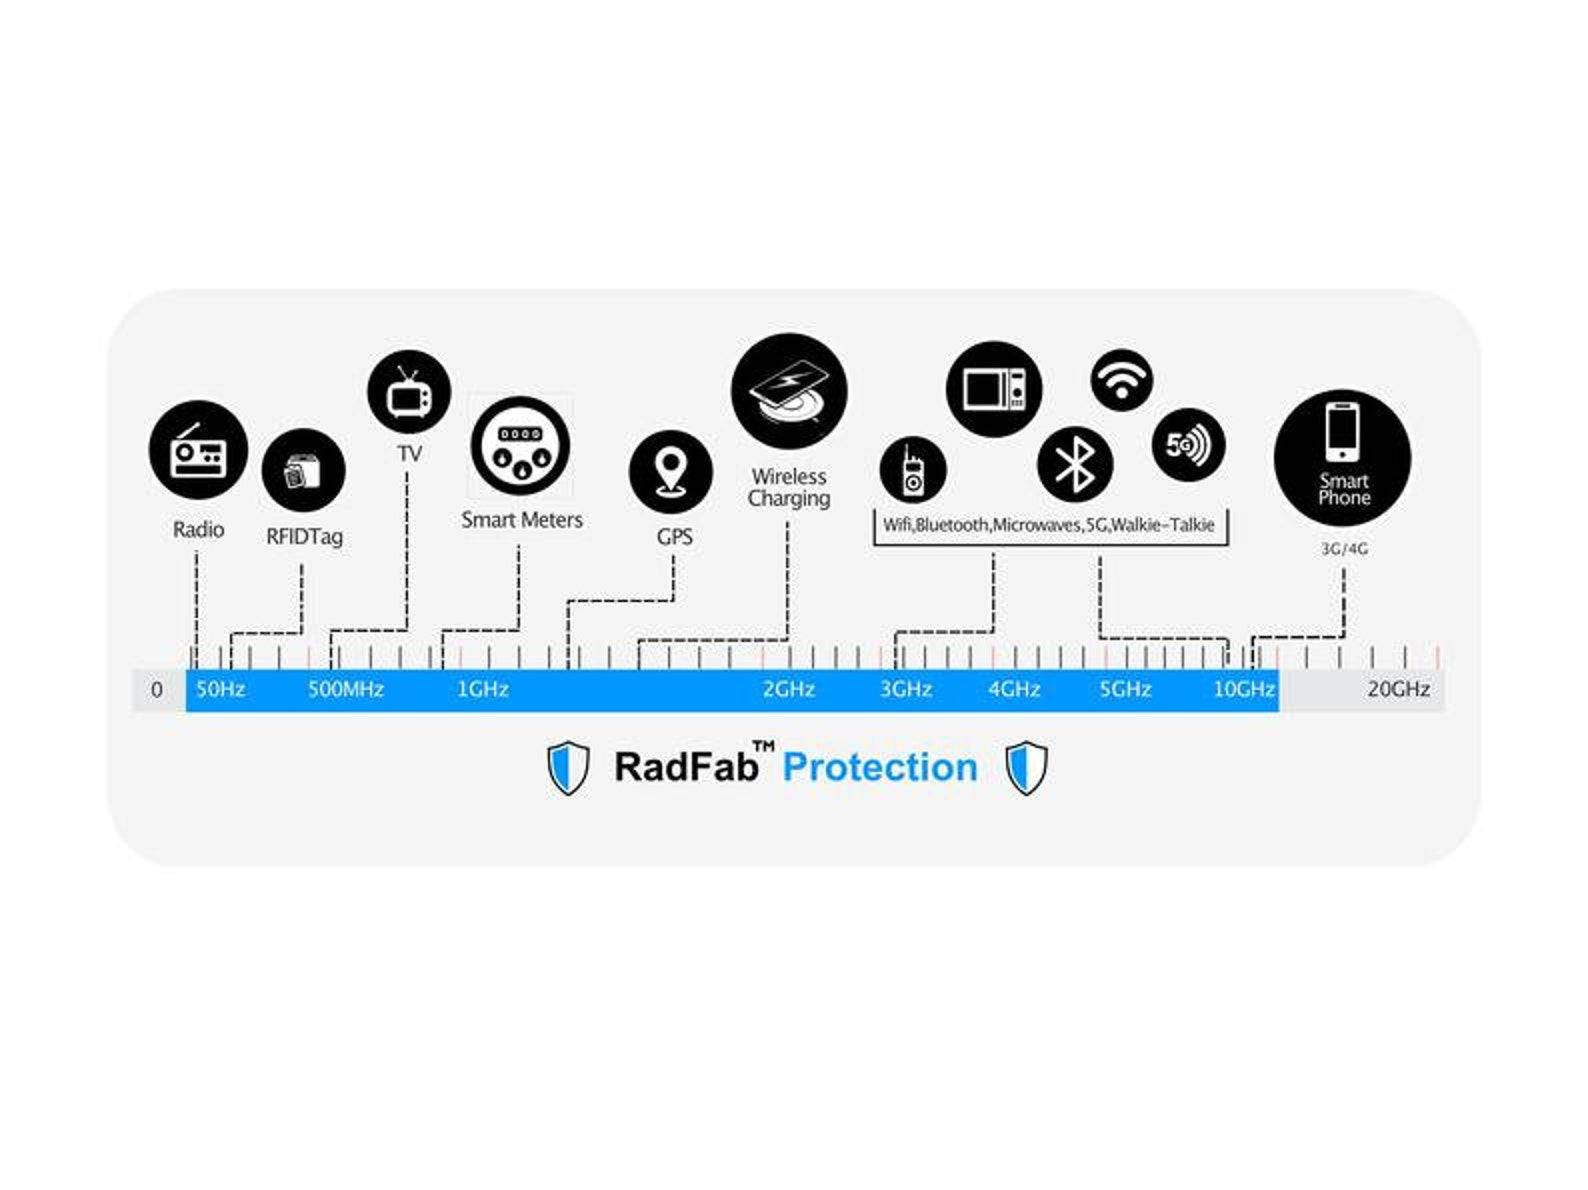 TV
Smart Meters
Radio
RFIDTag
GPS
Wireless
Charging
5G
Wifi,Bluetooth,Microwaves,5G,Walkie-Talkie
Smart
Phone
3G/4G
0 50Hz 500MHz 1GHz 2GHz 3GHz 4GHz 5GHz 10GHz 20GHz
RadFab™ Protection